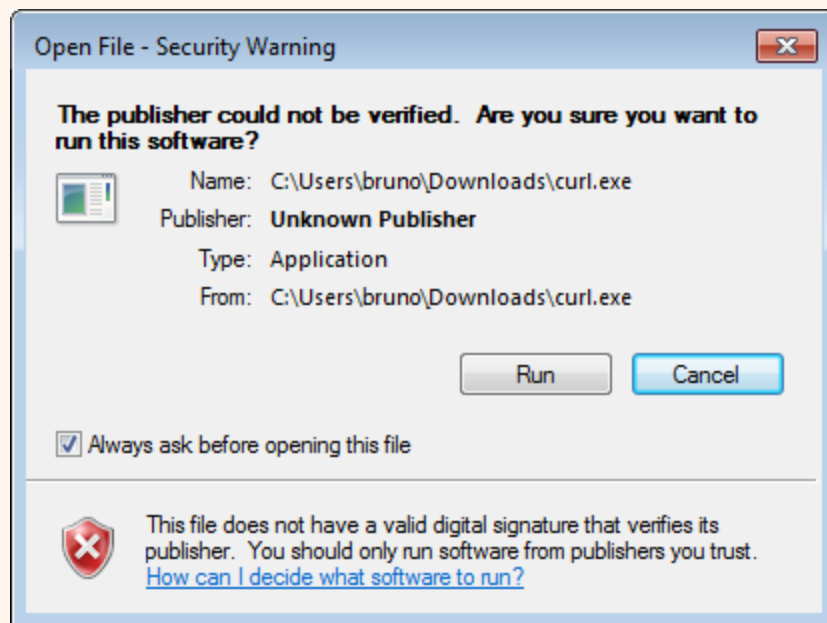 Open File - Security Warning
The publisher could not be verified.  Are you sure you want to
run this software?
Name: C:\Users\bruno\Downloads\curl.exe
Publisher: Unknown Publisher
Type: Application
From: C:\Users\bruno\Downloads\curl.exe
Run Cancel
Always ask before opening this file
This file does not have a valid digital signature that verifies its
publisher.  You should only run software from publishers you trust.
How can I decide what software to run?